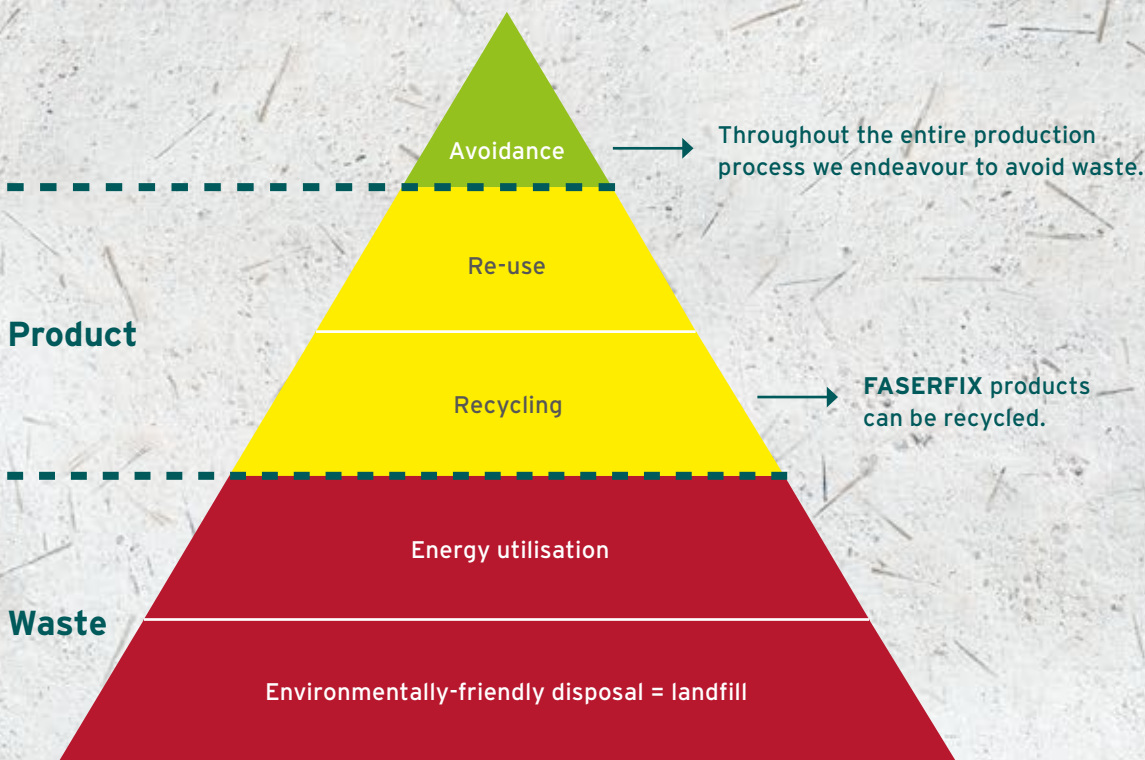 Avoidance
Throughout the entire production
process we endeavour to avoid waste.
Re-use
Product
Recycling
FASERFIX products
can be recycled.
Energy utilisation
Waste
Environmentally-friendly disposal = landfill